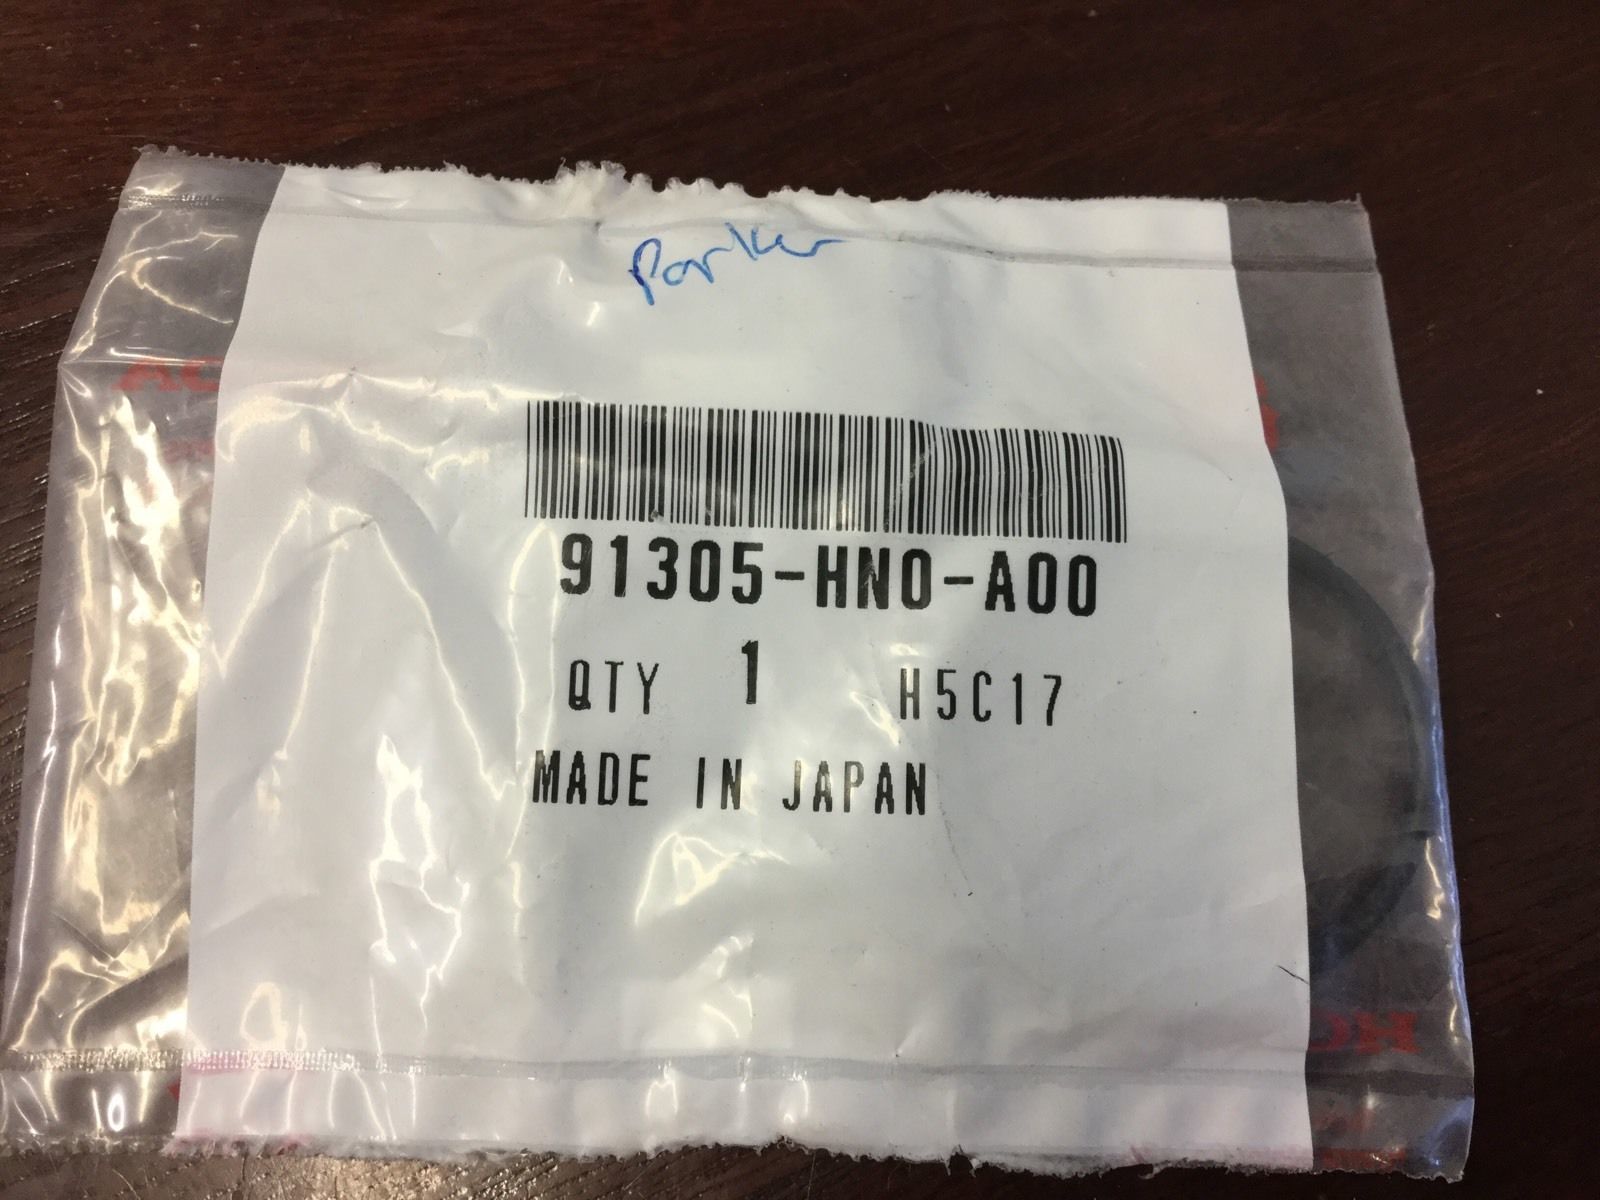 Parker
91305-HN0-A00
QTY 1 H5C17
MADE IN JAPAN